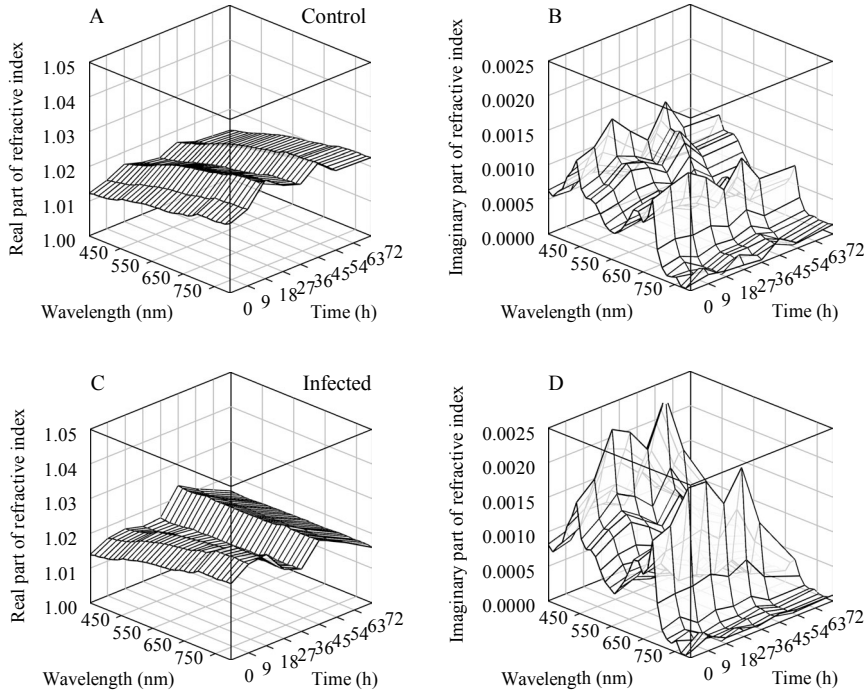 A
Control
Real part of refractive index
1.05
1.04
1.03
1.02
1.01
1.00
450
550
650
750
Wavelength (nm)
0 9 18 27 36 45 54 63 72
Time (h)
B
Imaginary part of refractive index
0.0025
0.0020
0.0015
0.0010
0.0005
0.0000
450
550
650
750
Wavelength (nm)
0 9 18 27 36 45 54 63 72
Time (h)
C
Infected
Real part of refractive index
1.05
1.04
1.03
1.02
1.01
1.00
450
550
650
750
Wavelength (nm)
0 9 18 27 36 45 54 63 72
Time (h)
D
Imaginary part of refractive index
0.0025
0.0020
0.0015
0.0010
0.0005
0.0000
450
550
650
750
Wavelength (nm)
0 9 18 27 36 45 54 63 72
Time (h)